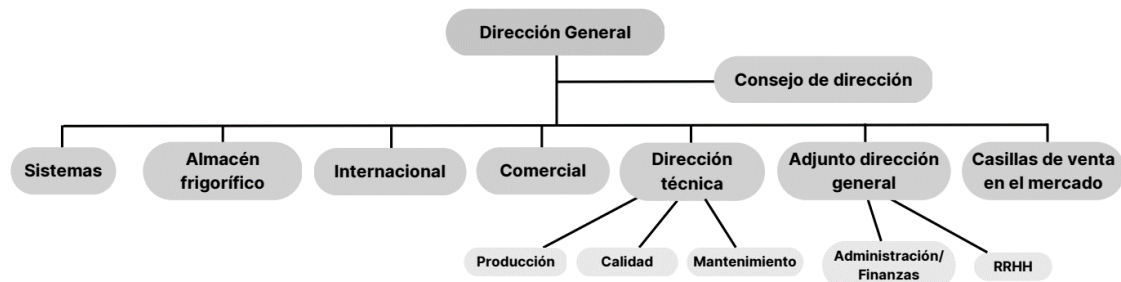 Dirección General
Consejo de dirección
Sistemas
Almacén
frigorífico
Internacional
Comercial
Dirección
técnica
Adjunto dirección
general
Casillas de venta
en el mercado
Producción
Calidad
Mantenimiento
Administración/
Finanzas
RRHH